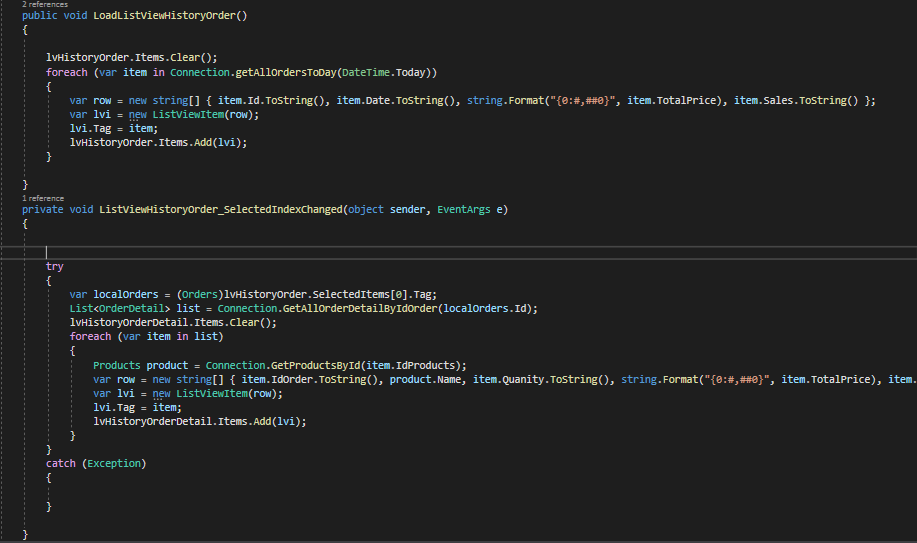 2 references
public void LoadListViewHistoryOrder()
{
lvHistoryOrder.Items.Clear();
foreach (var item in Connection.getAllOrdersToDay(DateTime.Today))
{
var row = new string[] { item.Id.ToString(), item.Date.ToString(), string.Format("{0:#,##0}", item.TotalPrice), item.Sales.ToString() };
var lvi = new ListViewItem(row);
lvi.Tag = item;
lvHistoryOrder.Items.Add(lvi);
}
}
1 reference
private void ListViewHistoryOrder_SelectedIndexChanged(object sender, EventArgs e)
{
try
{
var localOrders = (Orders)lvHistoryOrder.SelectedItems[0].Tag;
List<OrderDetail> list = Connection.GetAllOrderDetailByIdOrder(localOrders.Id);
lvHistoryOrderDetail.Items.Clear();
foreach (var item in list)
{
Products product = Connection.GetProductsById(item.IdProducts);
var row = new string[] { item.IdOrder.ToString(), product.Name, item.Quanity.ToString(), string.Format("{0:#,##0}", item.TotalPrice), item.
var lvi = new ListViewItem(row);
lvi.Tag = item;
lvHistoryOrderDetail.Items.Add(lvi);
}
}
catch (Exception)
{
}
}